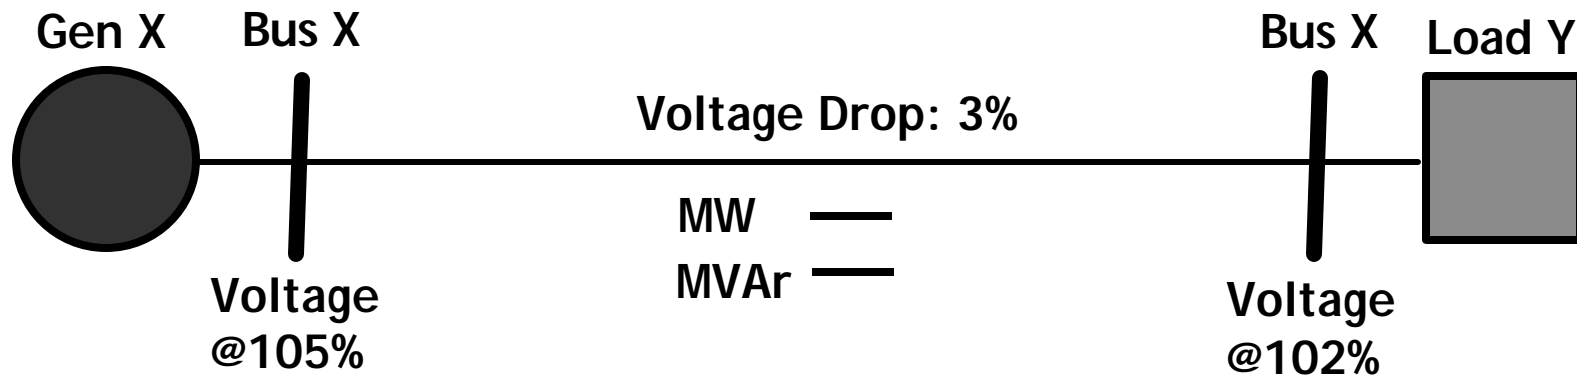 Gen X
Bus X
Bus X
Load Y
Voltage Drop: 3%
MW
MVAr
Voltage
@105%
Voltage
@102%